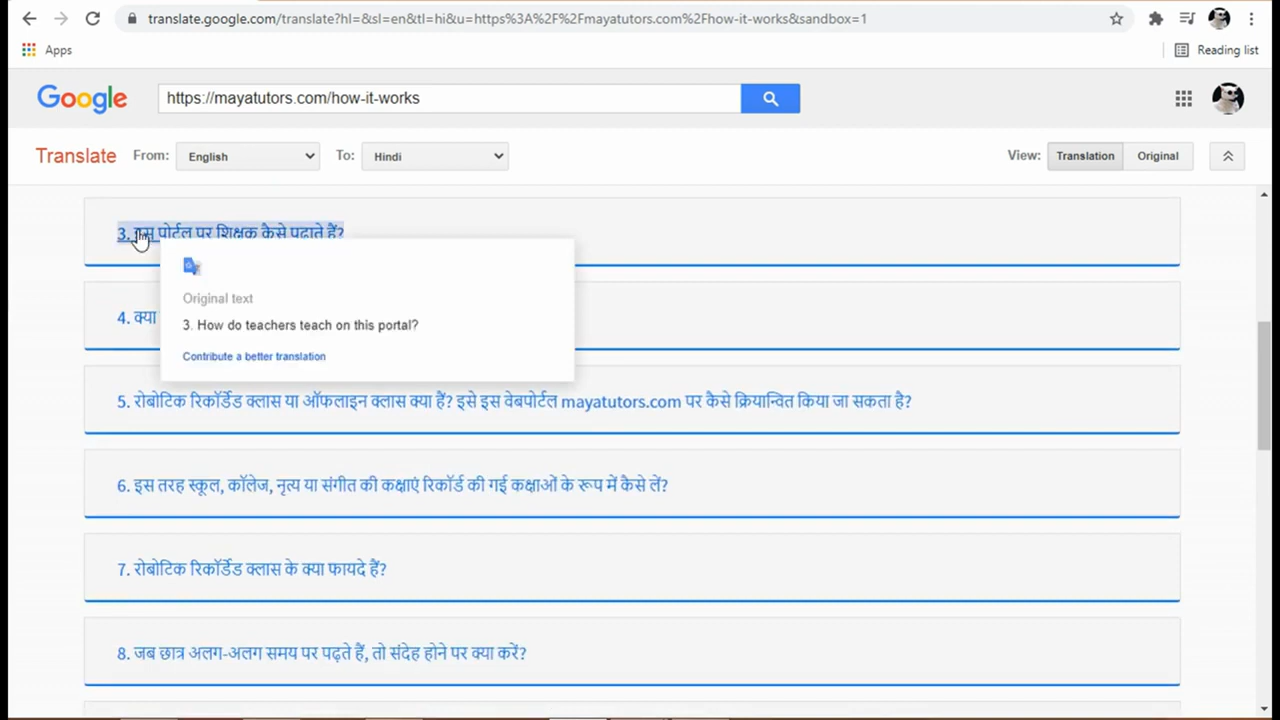 translate.google.com/translate?hl=&sl=en&tl=hi&u=https%3A%2F%2Fmayatutors.com%2Fhow-it-works&sandbox=1
Apps
Reading list
Google
https://mayatutors.com/how-it-works
Translate
From:
English
To:
Hindi
View:
Translation
Original
3. इस पोर्टल पर शिक्षक कैसे पढ़ाते हैं?
Original text
3. How do teachers teach on this portal?
Contribute a better translation
4. क्या
5. रोबोटिक रिकॉर्डेड क्लास या ऑफलाइन क्लास क्या हैं? इसे इस वेबपोर्टल mayatutors.com पर कैसे क्रियान्वित किया जा सकता है?
6. इस तरह स्कूल, कॉलेज, नृत्य या संगीत की कक्षाएं रिकॉर्ड की गई कक्षाओं के रूप में कैसे लें?
7. रोबोटिक रिकॉर्डेड क्लास के क्या फायदे हैं?
8. जब छात्र अलग-अलग समय पर पढ़ते हैं, तो संदेह होने पर क्या करें?